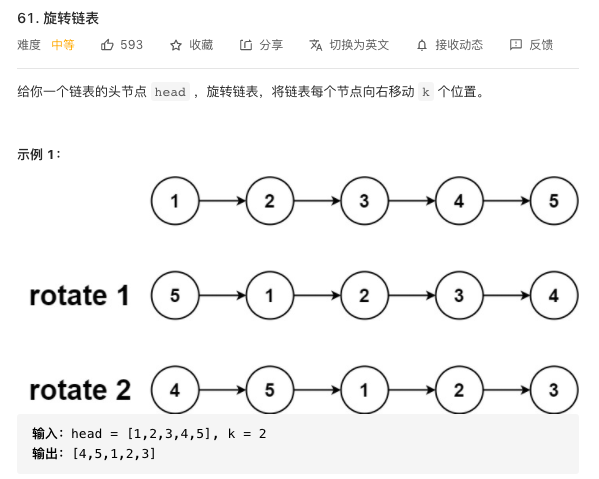 61. 旋转链表
难度 中等 593 收藏 分享 切换为英文 接收动态 反馈
给你一个链表的头节点 head ，旋转链表，将链表每个节点向右移动 k 个位置。
示例 1：
1 2 3 4 5
rotate 1 5 1 2 3 4
rotate 2 4 5 1 2 3
输入：head = [1,2,3,4,5], k = 2
输出：[4,5,1,2,3]